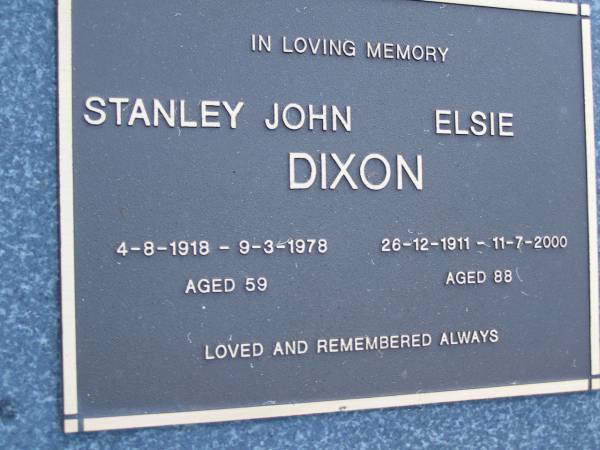 IN LOVING MEMORY
STANLEY JOHN ELSIE
DIXON
4-8-1918 - 9-3-1978 26-12-1911 - 11-7-2000
AGED 59 AGED 88
LOVED AND REMEMBERED ALWAYS